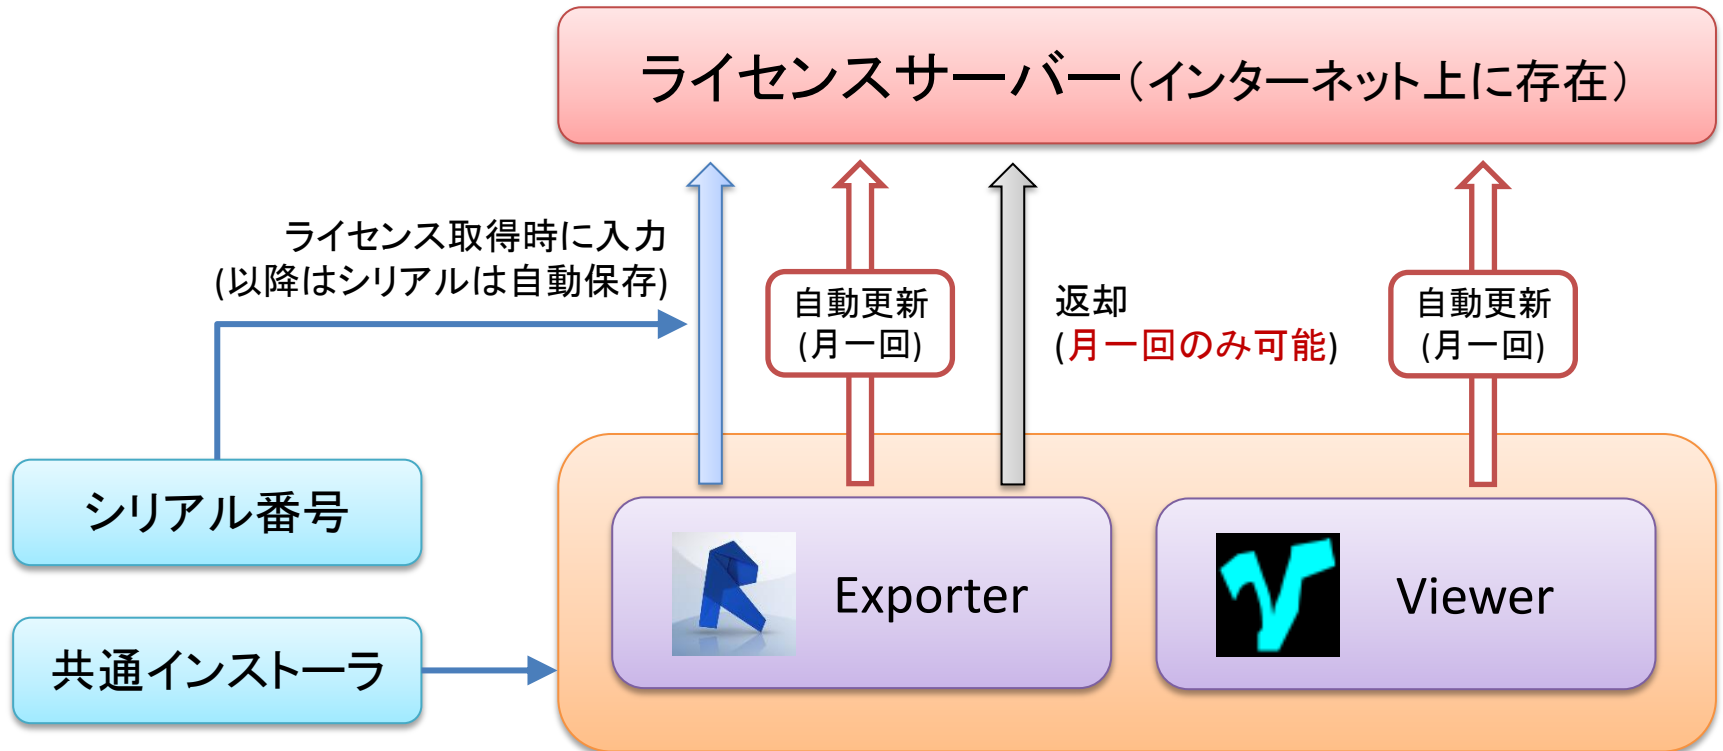 ライセンスサーバー（インターネット上に存在）
ライセンス取得時に入力
(以降はシリアルは自動保存)
自動更新
(月一回)
返却
(月一回のみ可能)
自動更新
(月一回)
シリアル番号
Exporter
Viewer
共通インストーラ